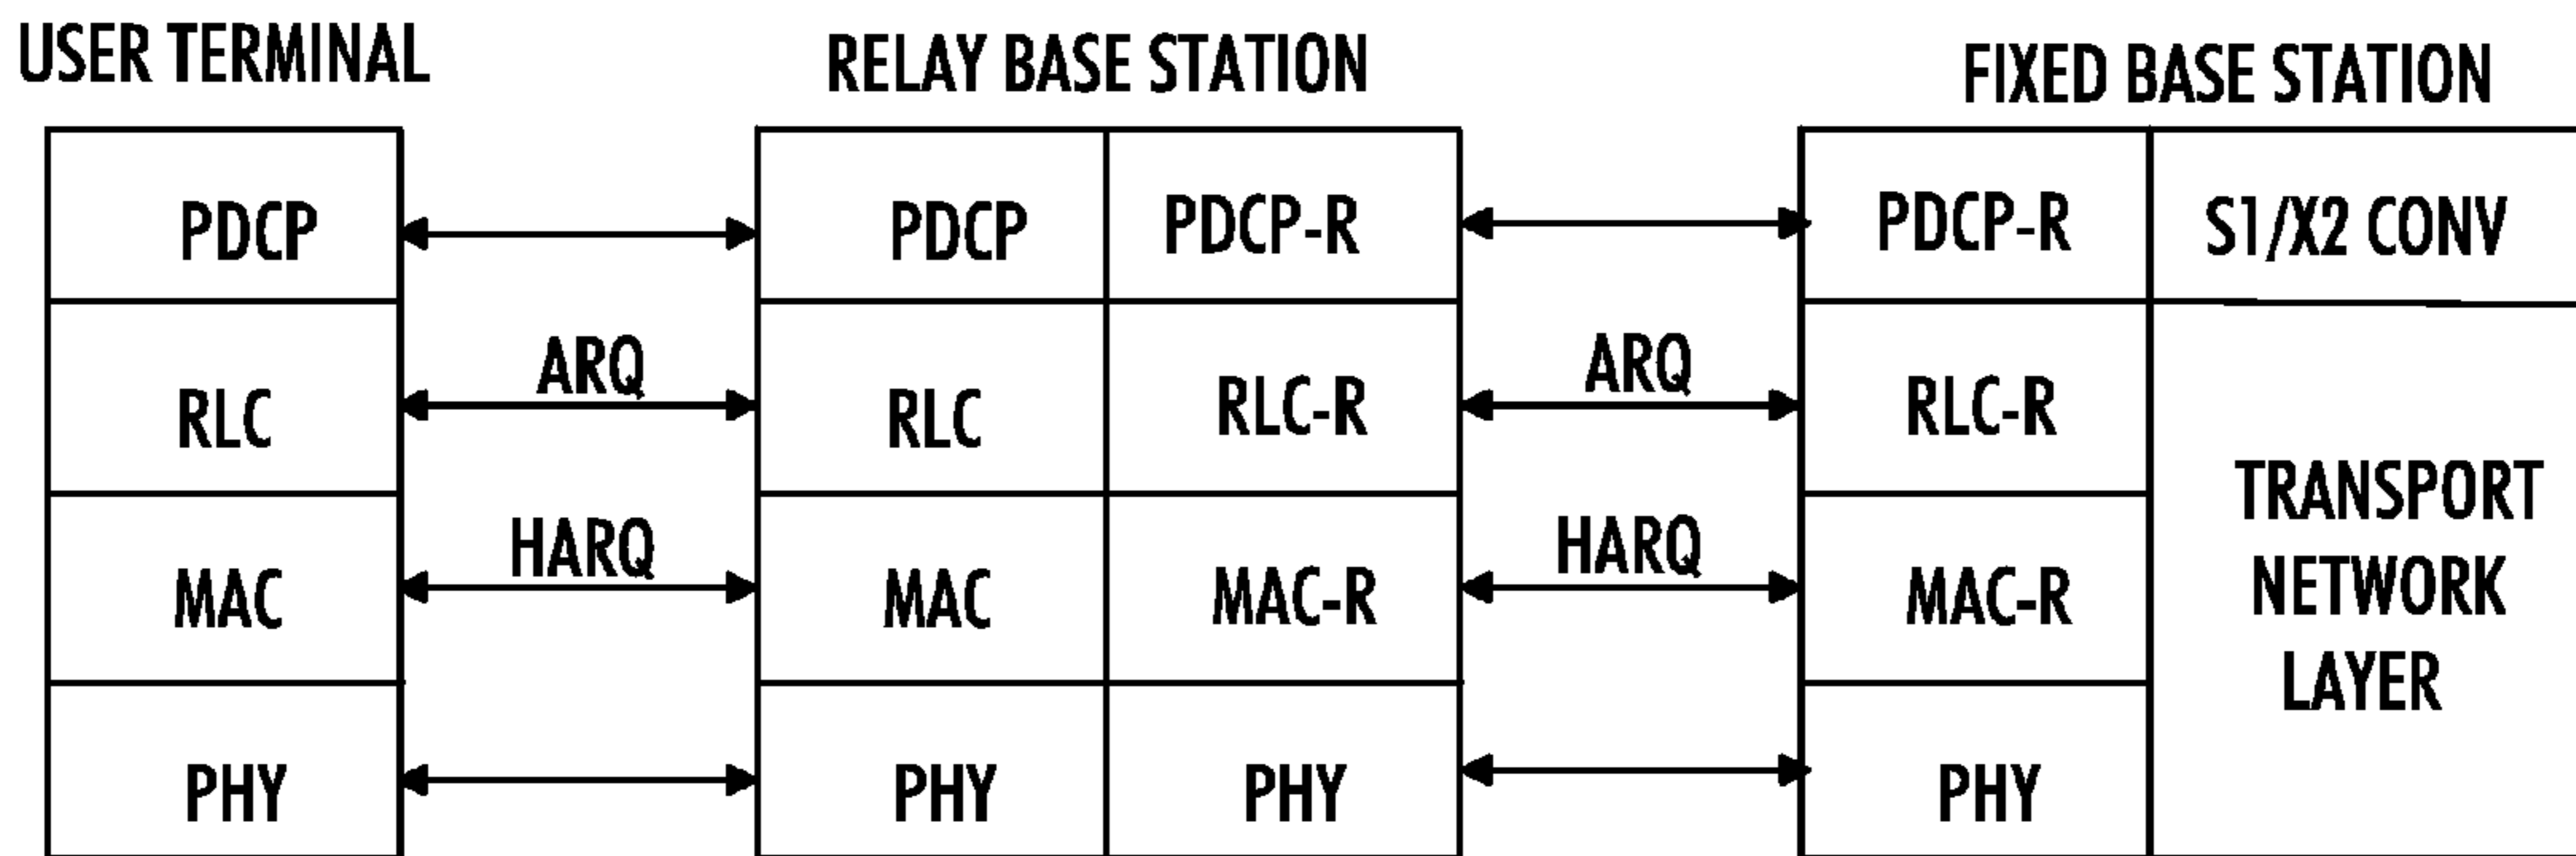 USER TERMINAL
RELAY BASE STATION
FIXED BASE STATION
PDCP
PDCP
PDCP-R
PDCP-R
S1/X2 CONV
ARQ
ARQ
RLC
RLC
RLC-R
RLC-R
HARQ
HARQ
TRANSPORT
NETWORK
LAYER
MAC
MAC
MAC-R
MAC-R
PHY
PHY
PHY
PHY